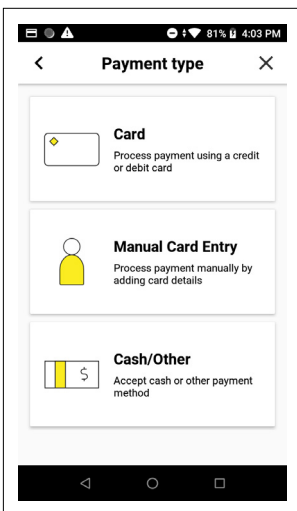 81% 4:03 PM
Payment type
Card
Process payment using a credit
or debit card
Manual Card Entry
Process payment manually by
adding card details
$
Cash/Other
Accept cash or other payment
method